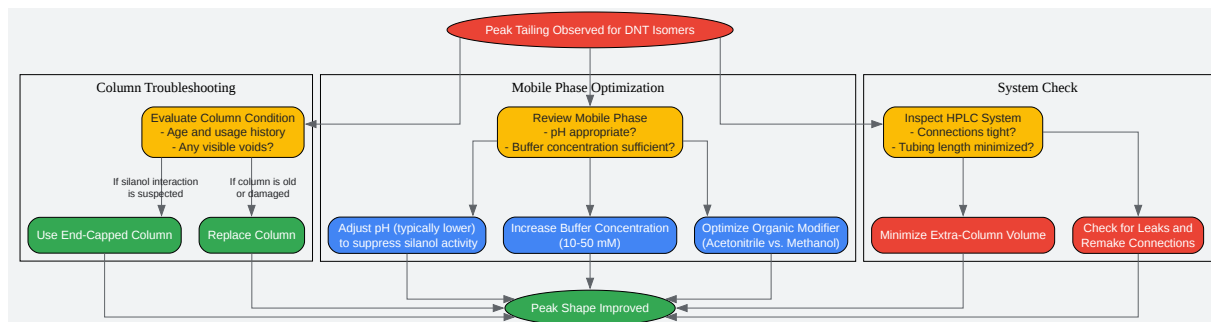 Peak Tailing Observed for DNT Isomers
Column Troubleshooting
Evaluate Column Condition
- Age and usage history
- Any visible voids?
If silanol interaction
is suspected
If column is old
or damaged
Use End-Capped Column
Replace Column
Mobile Phase Optimization
Review Mobile Phase
- pH appropriate?
- Buffer concentration sufficient?
Adjust pH (typically lower)
to suppress silanol activity
Increase Buffer Concentration
(10-50 mM)
Optimize Organic Modifier
(Acetonitrile vs. Methanol)
System Check
Inspect HPLC System
- Connections tight?
- Tubing length minimized?
Minimize Extra-Column Volume
Check for Leaks and
Remake Connections
Peak Shape Improved